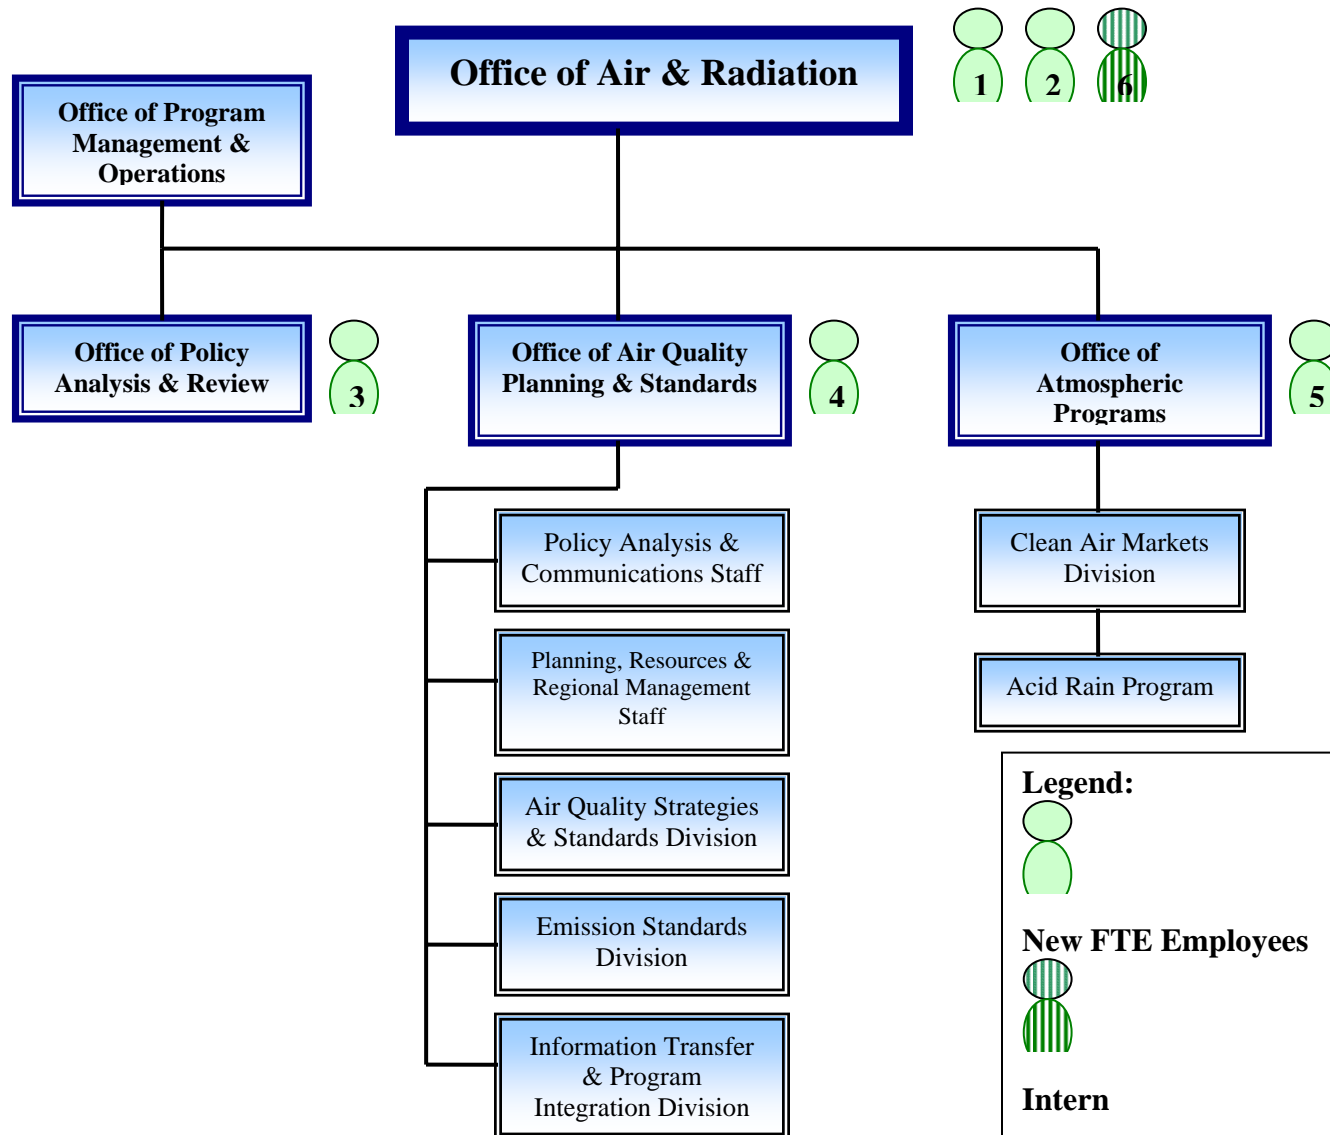 Office of Air & Radiation
1
2
6
Office of Program
Management &
Operations
Office of Policy
Analysis & Review
3
Office of Air Quality
Planning & Standards
4
Office of
Atmospheric
Programs
5
Policy Analysis &
Communications Staff
Planning, Resources &
Regional Management
Staff
Air Quality Strategies
& Standards Division
Emission Standards
Division
Information Transfer
& Program
Integration Division
Clean Air Markets
Division
Acid Rain Program
Legend:
New FTE Employees
Intern